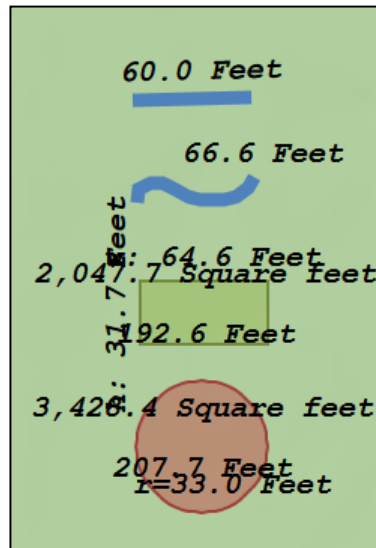 60.0 Feet
66.6 Feet
64.6 Feet
2,047.7 Square feet
31.7 Feet
192.6 Feet
3,426.4 Square feet
207.7 Feet
r=33.0 Feet